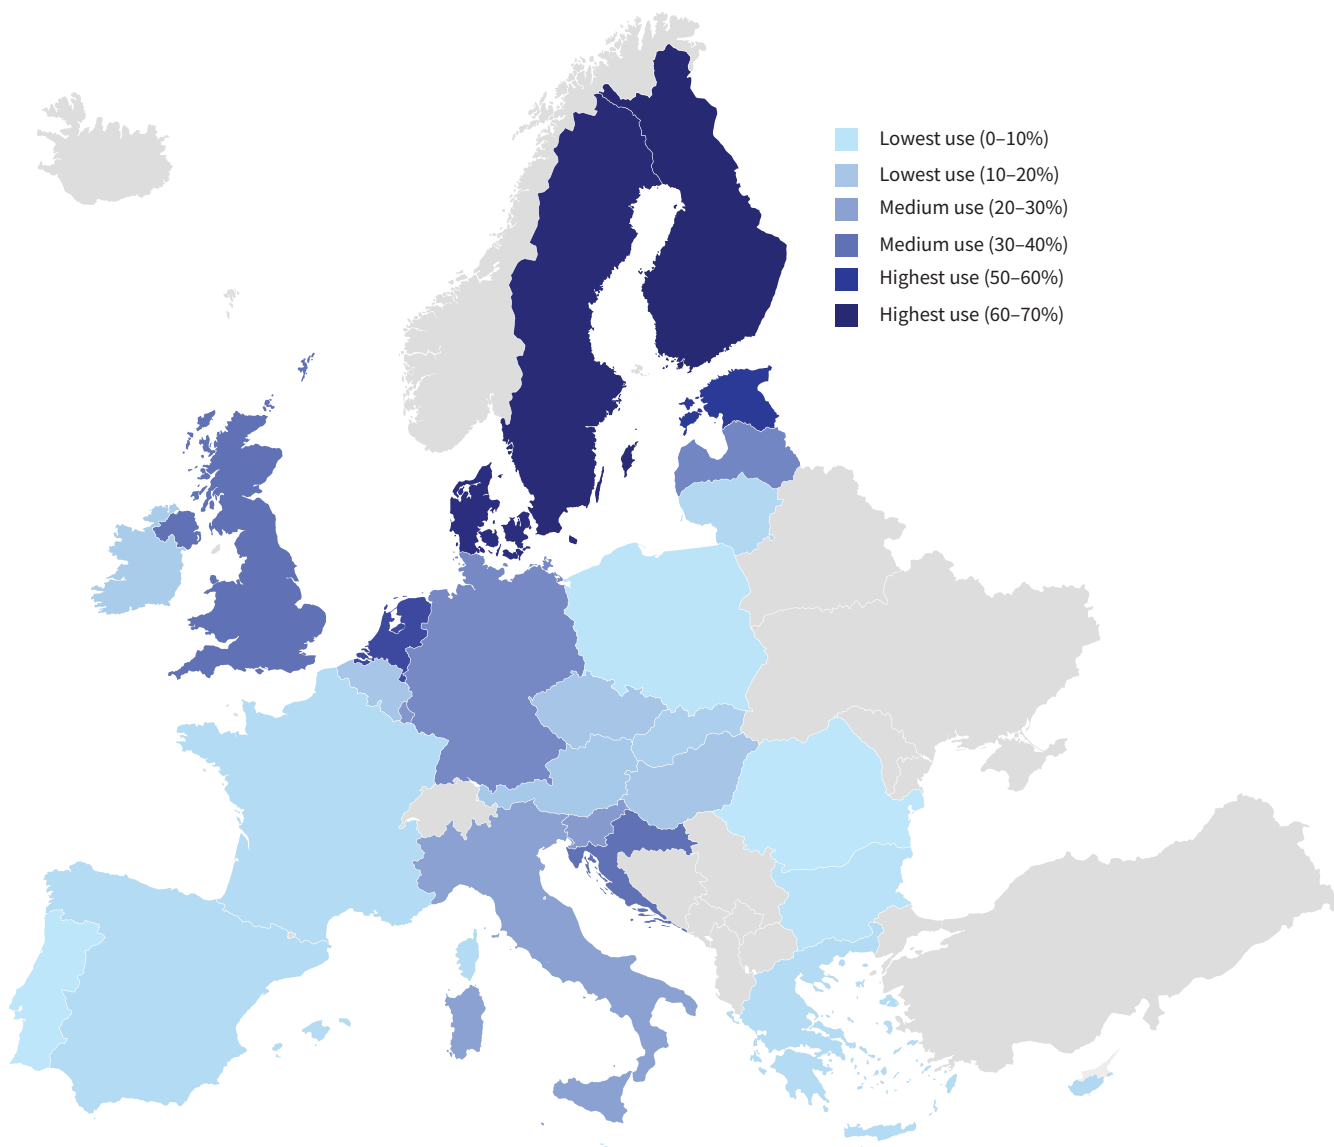 Lowest use (0–10%)
Lowest use (10–20%)
Medium use (20–30%)
Medium use (30–40%)
Highest use (50–60%)
Highest use (60–70%)